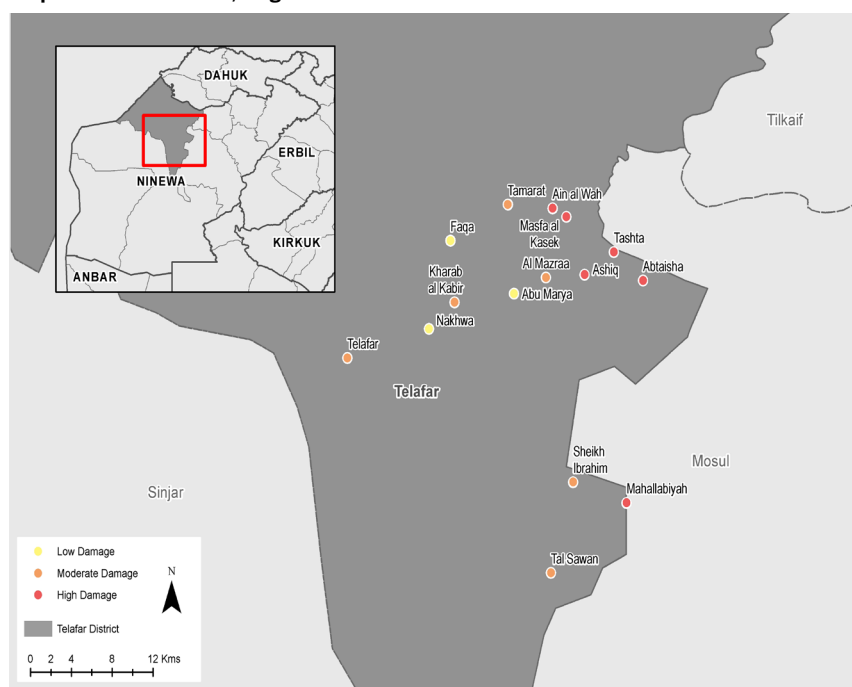 DAHUK
ERBIL
NINEWA
KIRKUK
ANBAR
Tilkaif
Tamarat
Ain al Wah
Masfa al
Kasek
Faqa
Tashta
Al Mazraa
Ashiq
Abtaisha
Kharab
al Kabir
Abu Marya
Nakhwa
Telafar
Telafar
Sheikh
Ibrahim
Mosul
Sinjar
Mahallabiyah
Tal Sawan
Low Damage
Moderate Damage
High Damage
N
Telafar District
0 2 4 8 12 Kms